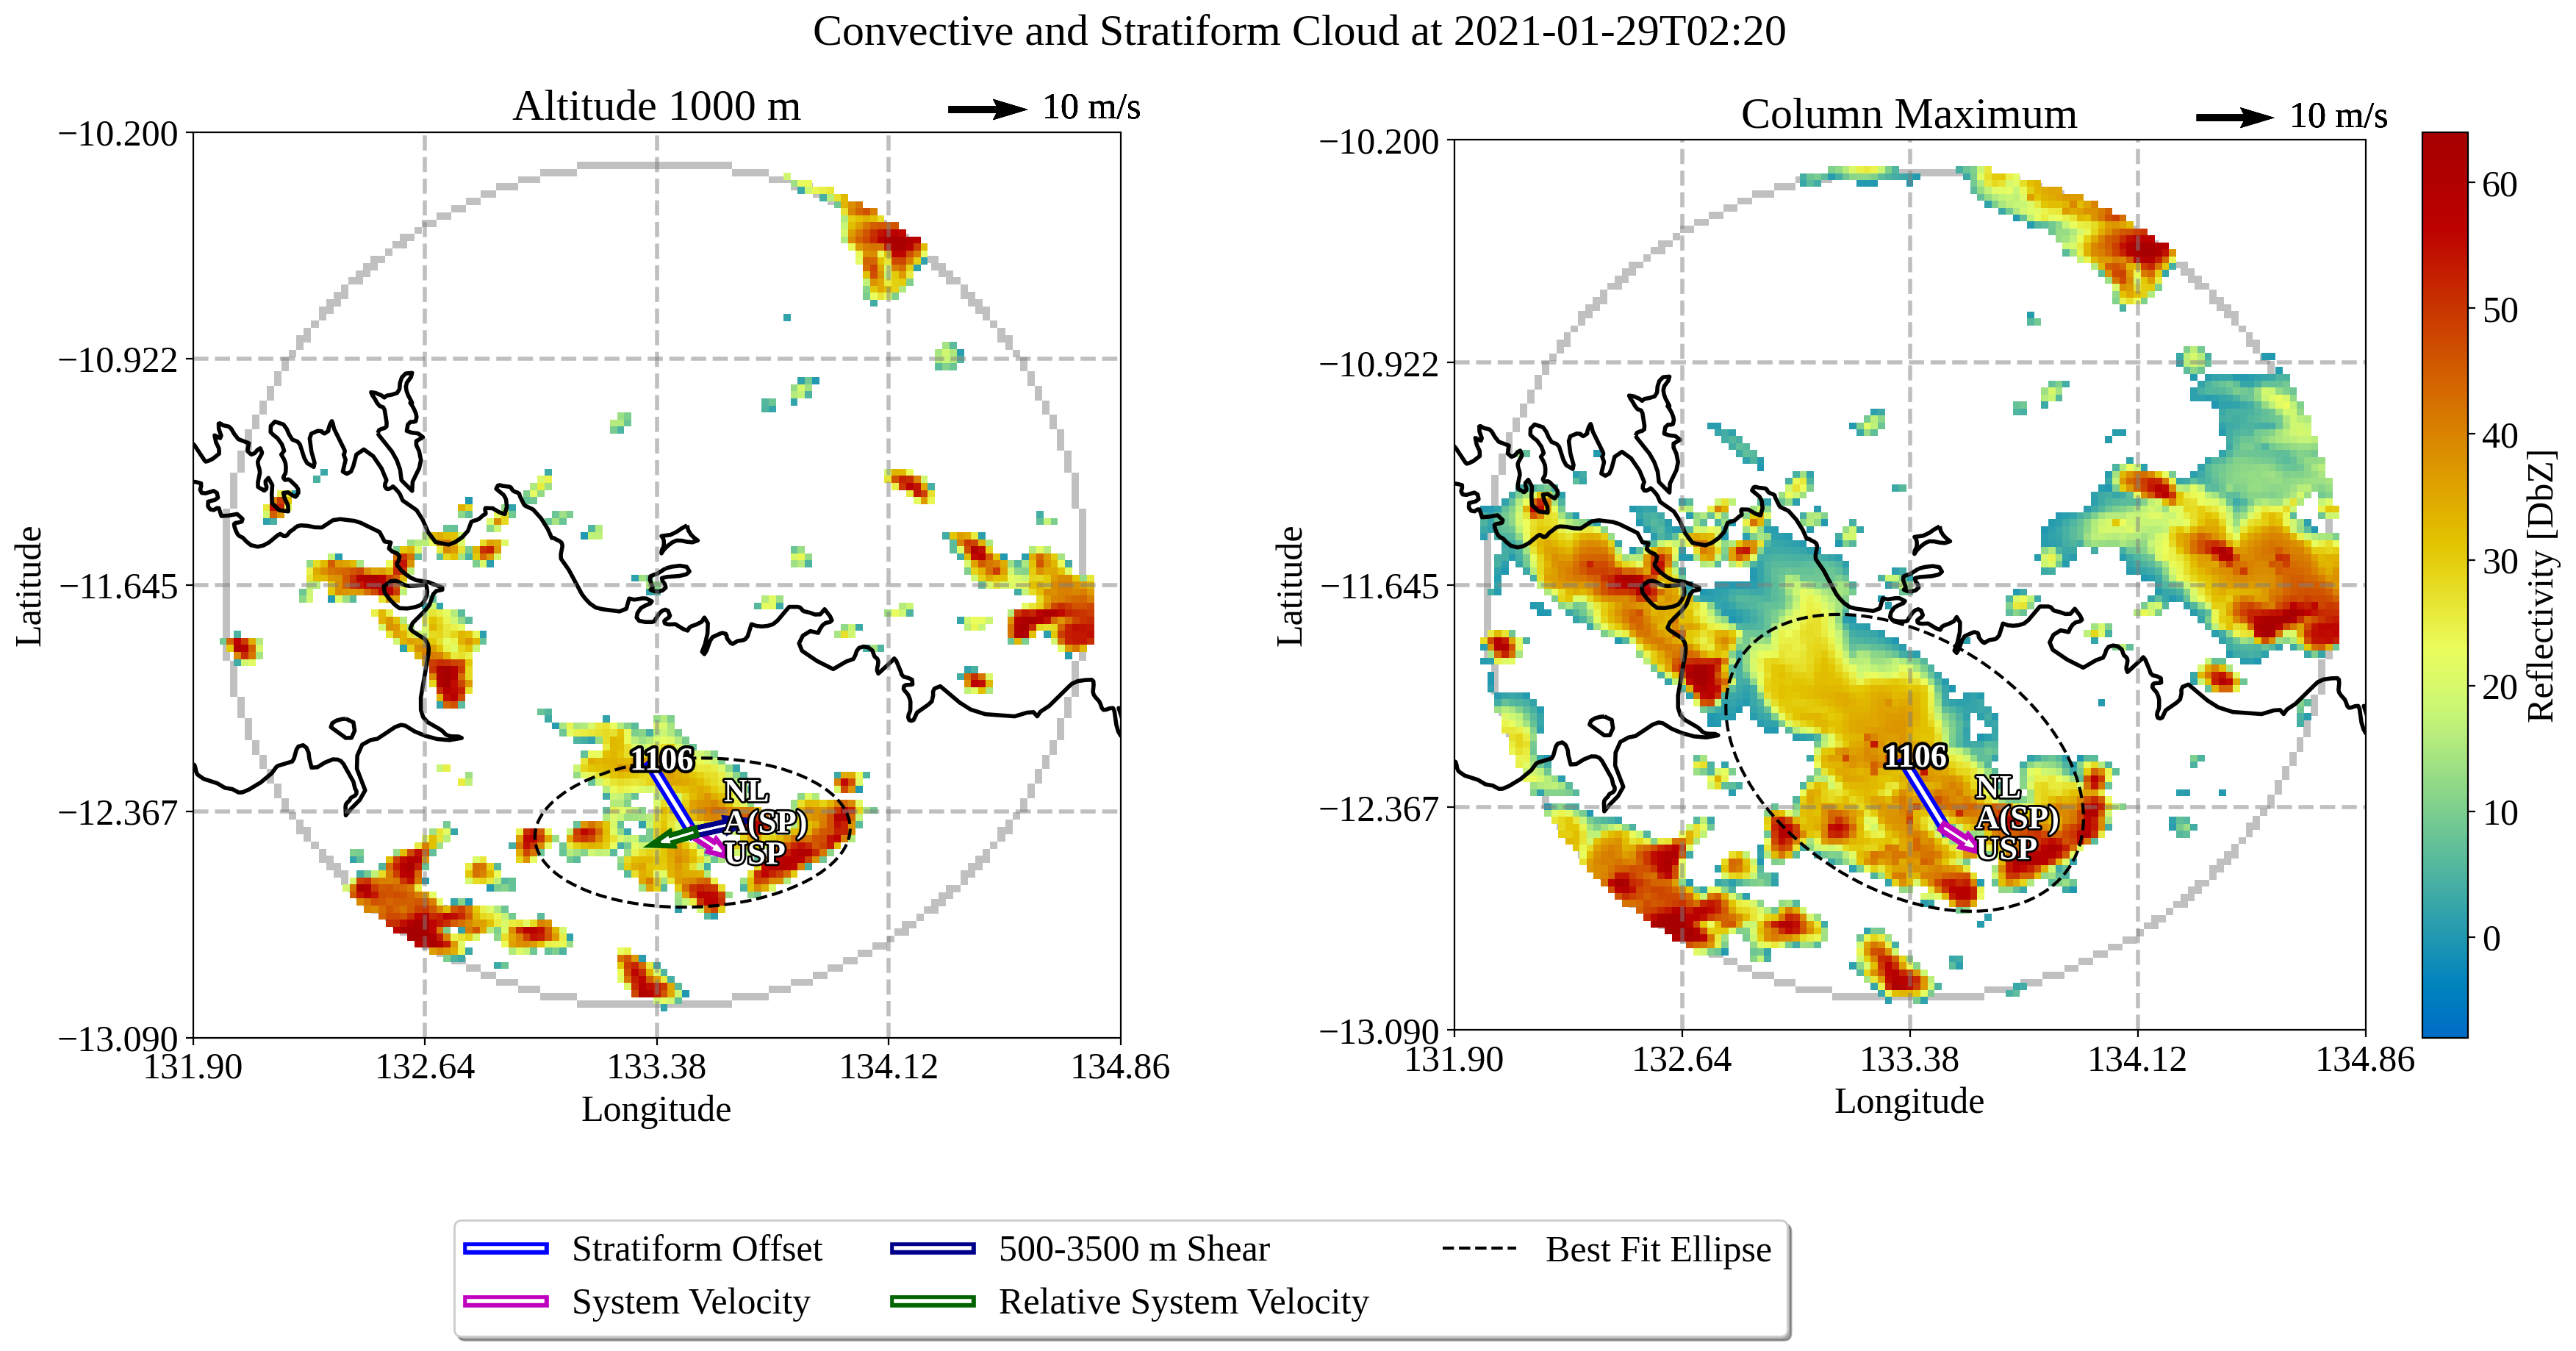 Convective and Stratiform Cloud at 2021-01-29T02:20
Altitude 1000 m
10 m/s
−10.200
−10.922
−11.645
−12.367
−13.090
Latitude
131.90
132.64
133.38
134.12
134.86
Longitude
1106
NL
A(SP)
USP
Column Maximum
10 m/s
−10.200
−10.922
−11.645
−12.367
−13.090
Latitude
131.90
132.64
133.38
134.12
134.86
Longitude
1106
NL
A(SP)
USP
60
50
40
30
20
10
0
Reflectivity [DbZ]
Stratiform Offset
System Velocity
500-3500 m Shear
Relative System Velocity
Best Fit Ellipse